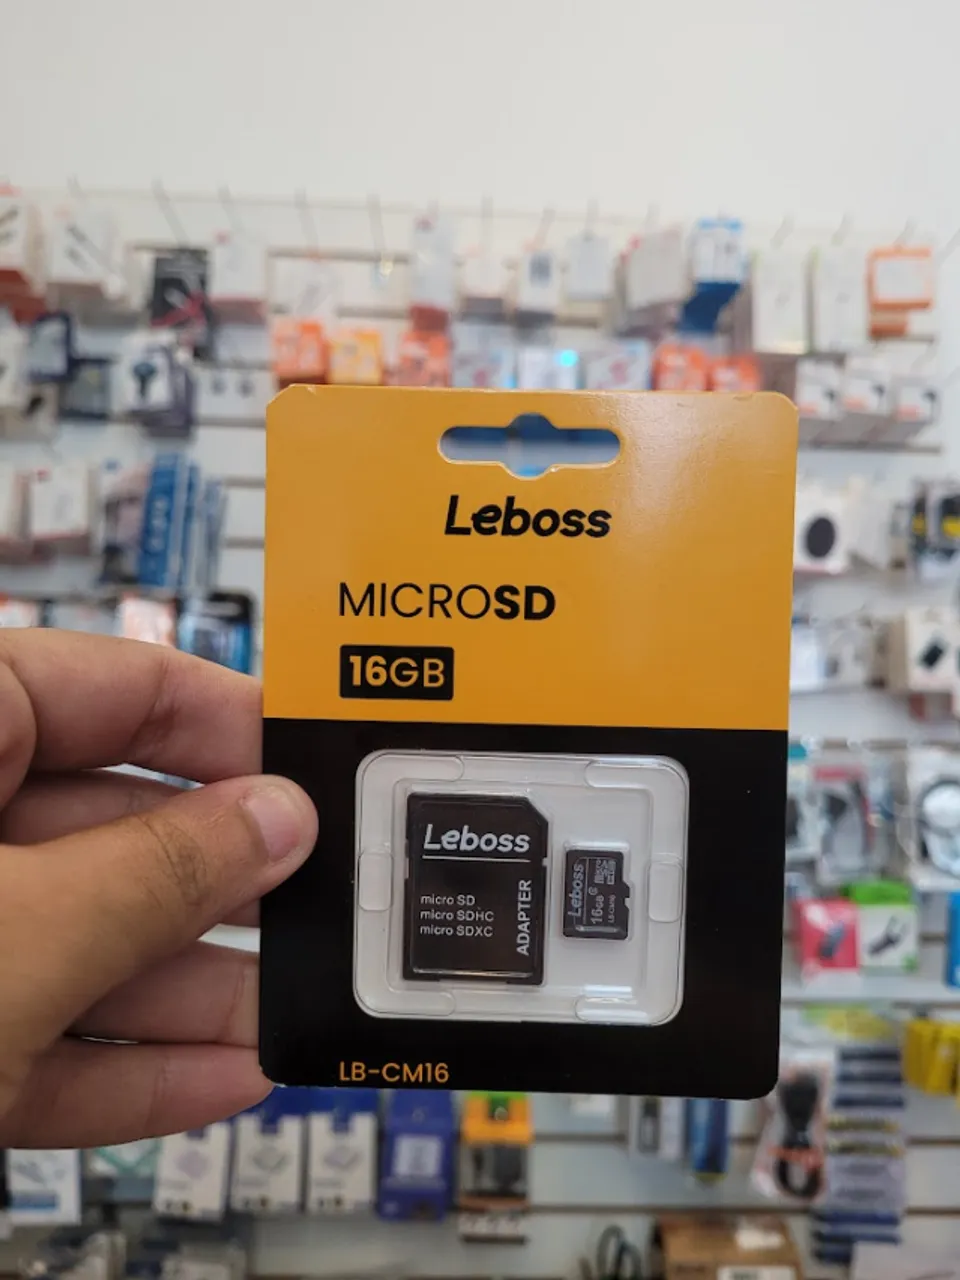 Leboss
MICROSD
16GB
Leboss
micro SD
micro SDHC
micro SDXC
ADAPTER
Leboss
16GB
LB-CM16